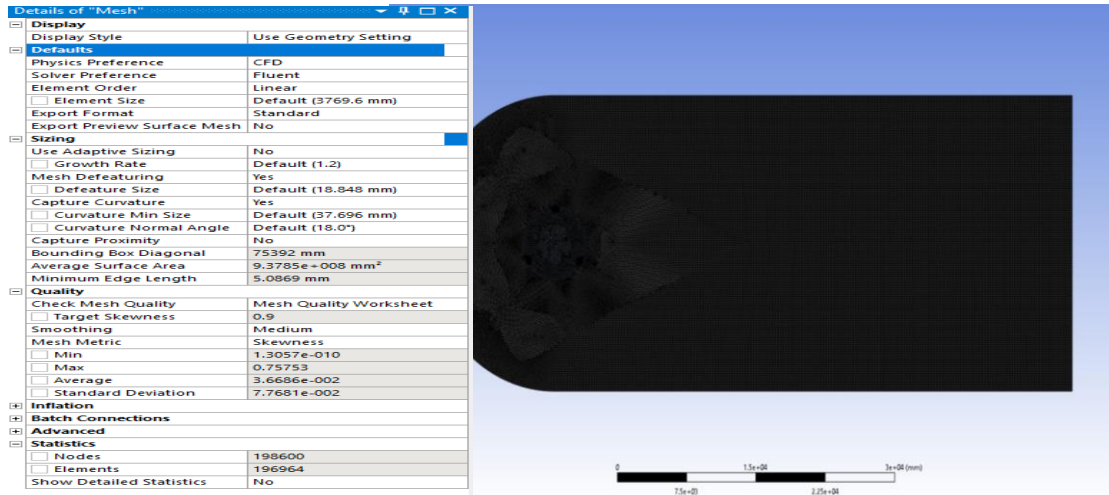 Details of "Mesh"
Display
Display Style Use Geometry Setting
Defaults
Physics Preference CFD
Solver Preference Fluent
Element Order Linear
Element Size Default (3769.6 mm)
Export Format Standard
Export Preview Surface Mesh No
Sizing
Use Adaptive Sizing No
Growth Rate Default (1.2)
Mesh Defeaturing Yes
Defeature Size Default (18.848 mm)
Capture Curvature Yes
Curvature Min Size Default (37.696 mm)
Curvature Normal Angle Default (18.0°)
Capture Proximity No
Bounding Box Diagonal 75392 mm
Average Surface Area 9.3785e+008 mm²
Minimum Edge Length 5.0869 mm
Quality
Check Mesh Quality Mesh Quality Worksheet
Target Skewness 0.9
Smoothing Medium
Mesh Metric Skewness
Min 1.3057e-010
Max 0.75753
Average 3.6686e-002
Standard Deviation 7.7681e-002
Inflation
Batch Connections
Advanced
Statistics
Nodes 198600
Elements 196964
Show Detailed Statistics No
0 1.5e+04 3e+04 (mm)
7.5e+03 2.25e+04